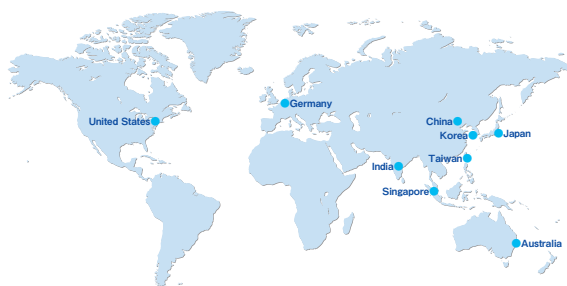 Germany
United States
China
Korea
Japan
Taiwan
India
Singapore
Australia